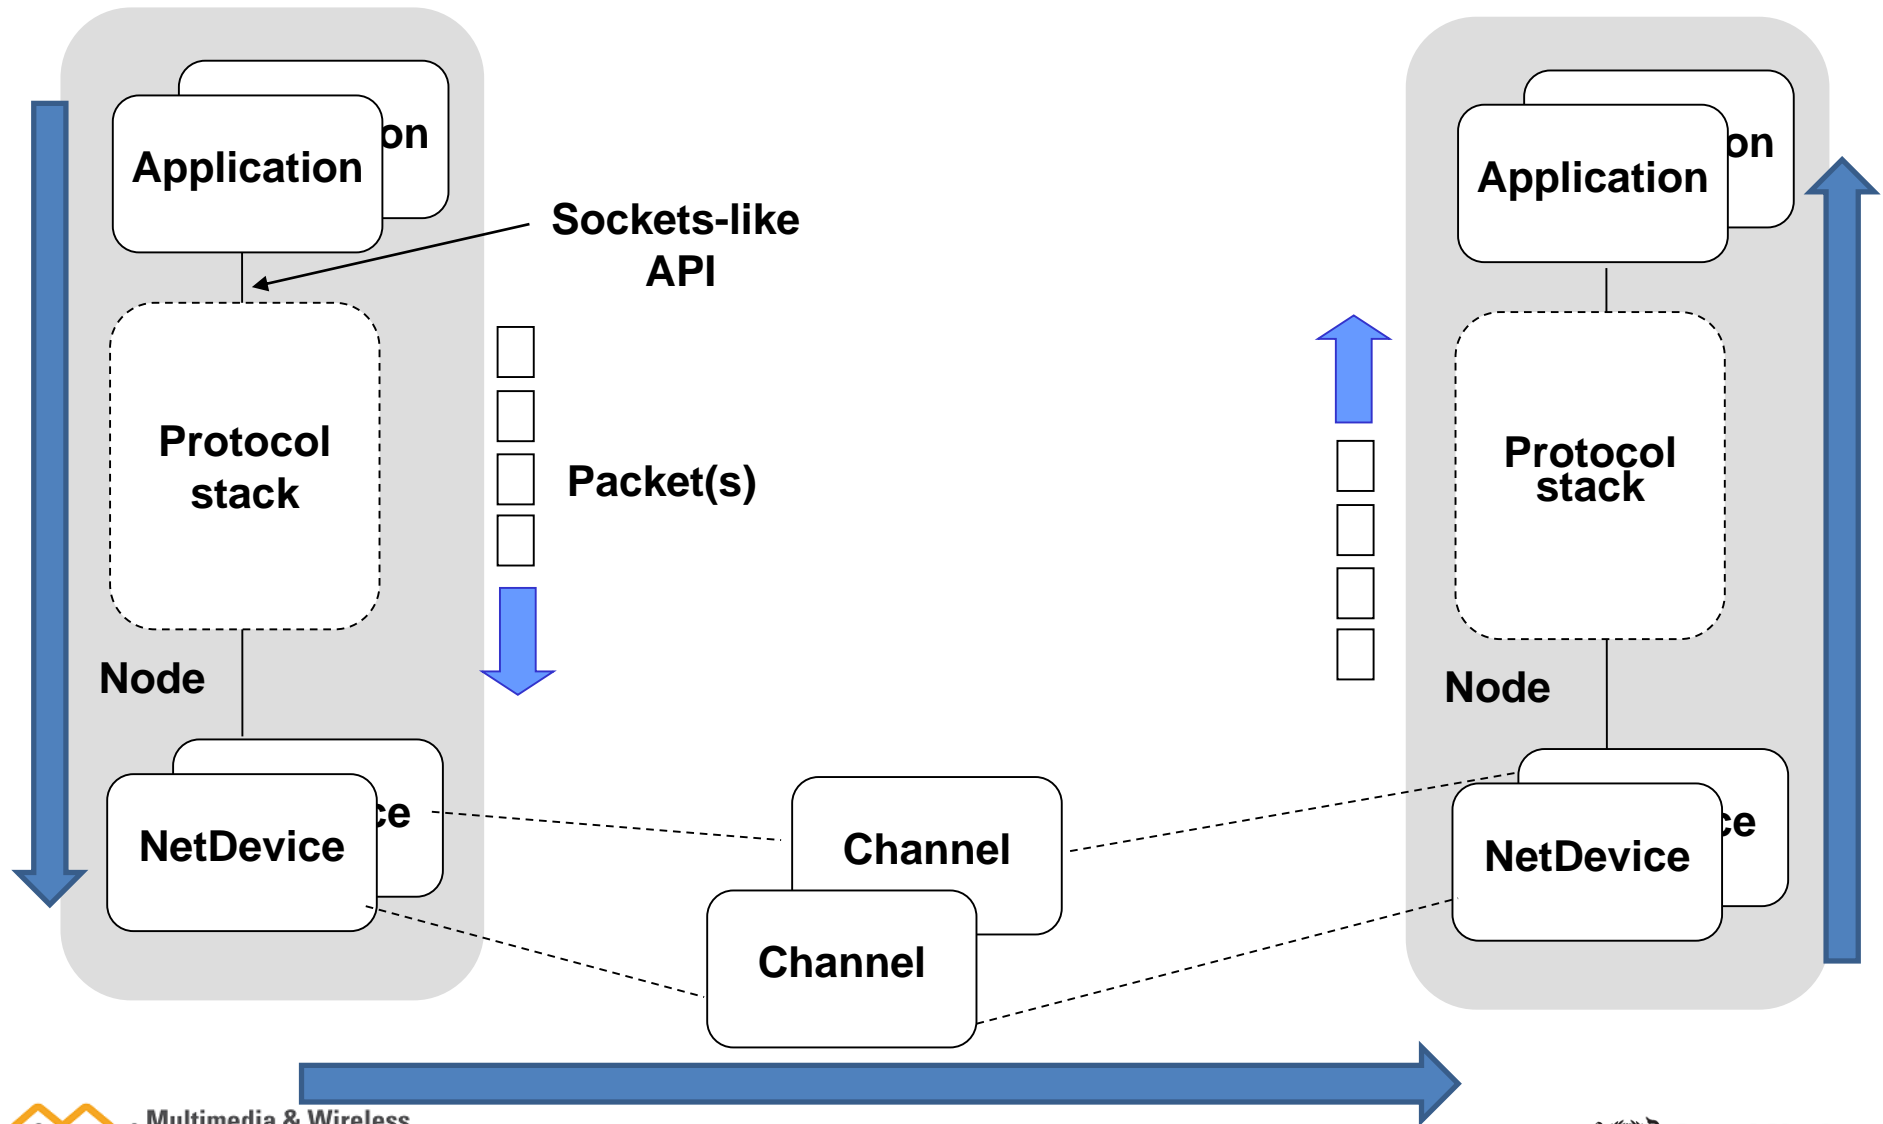 Application
on
Sockets-like
API
Protocol
stack
Packet(s)
Node
NetDevice
ce
Channel
Channel
Application
on
Protocol
stack
Node
NetDevice
ce
Multimedia & Wireless